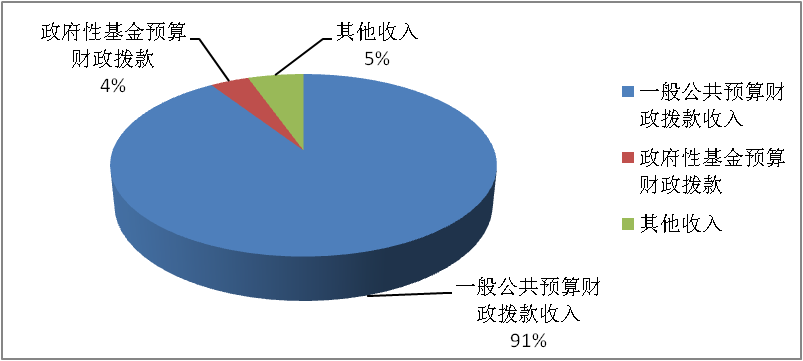 政府性基金预算
财政拨款
4%
其他收入
5%
一般公共预算财
政拨款收入
91%
一般公共预算财
政拨款收入
政府性基金预算
财政拨款
其他收入